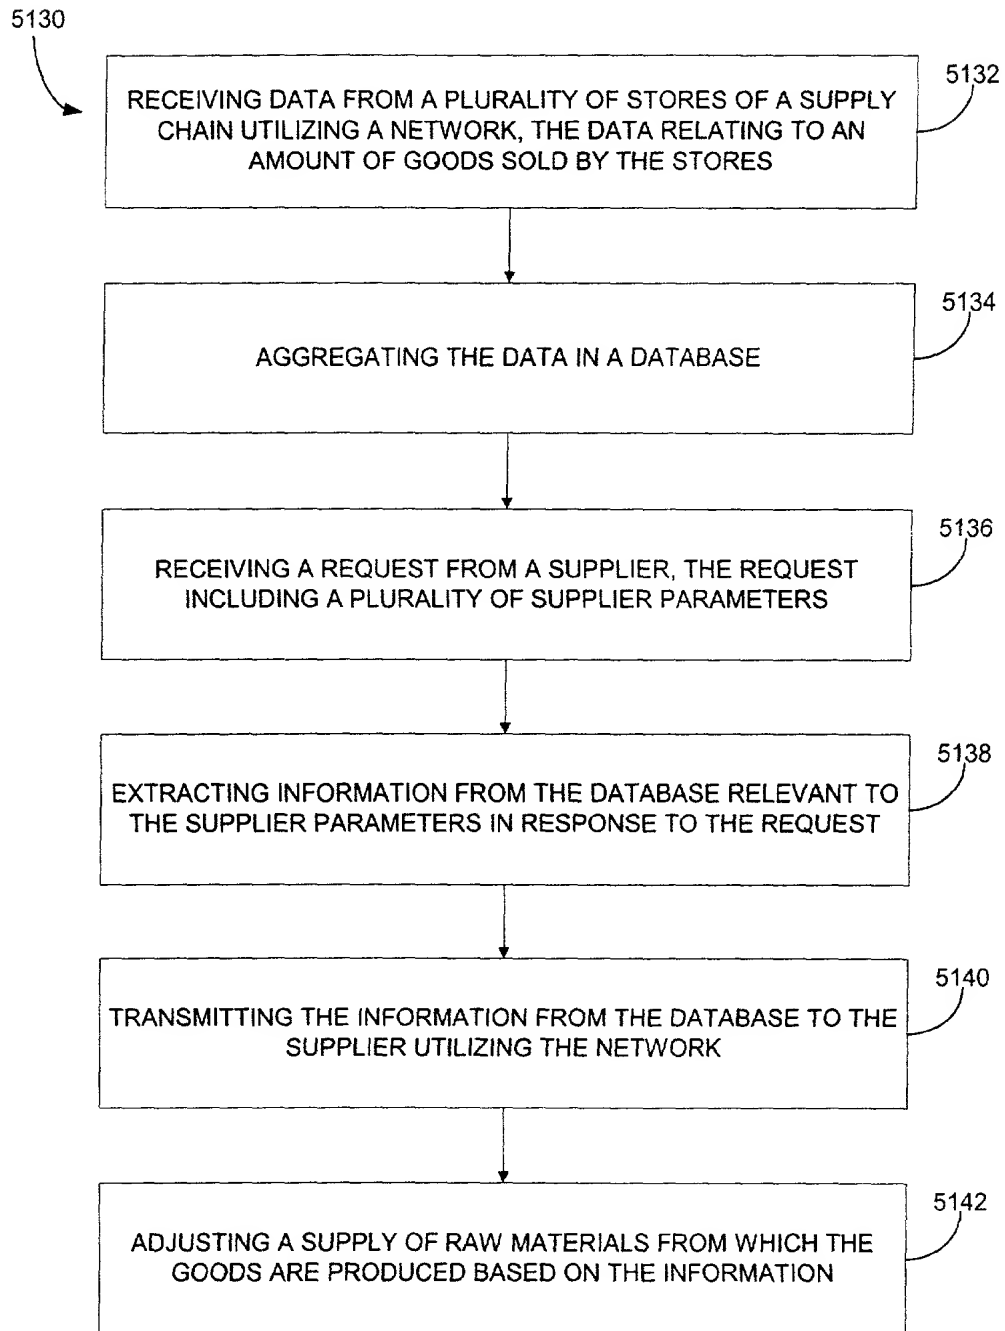 5130
5132
RECEIVING DATA FROM A PLURALITY OF STORES OF A SUPPLY
CHAIN UTILIZING A NETWORK, THE DATA RELATING TO AN
AMOUNT OF GOODS SOLD BY THE STORES
5134
AGGREGATING THE DATA IN A DATABASE
5136
RECEIVING A REQUEST FROM A SUPPLIER, THE REQUEST
INCLUDING A PLURALITY OF SUPPLIER PARAMETERS
5138
EXTRACTING INFORMATION FROM THE DATABASE RELEVANT TO
THE SUPPLIER PARAMETERS IN RESPONSE TO THE REQUEST
5140
TRANSMITTING THE INFORMATION FROM THE DATABASE TO THE
SUPPLIER UTILIZING THE NETWORK
5142
ADJUSTING A SUPPLY OF RAW MATERIALS FROM WHICH THE
GOODS ARE PRODUCED BASED ON THE INFORMATION